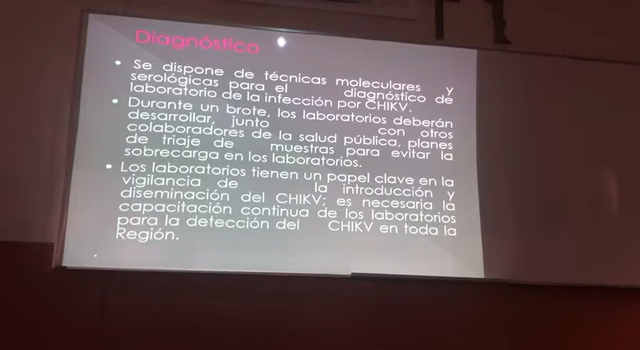 Diagnóstico
• Se dispone de técnicas moleculares y
serológicas para el diagnóstico de
laboratorio de la infección por CHIKV.
• Durante un brote, los laboratorios deberán
desarrollar, junto con otros
colaboradores de la salud pública, planes
de triaje de muestras para evitar la
sobrecarga en los laboratorios.
• Los laboratorios tienen un papel clave en la
vigilancia de la introducción y
diseminación del CHIKV; es necesaria la
capacitación continua de los laboratorios
para la detección del CHIKV en toda la
Región.